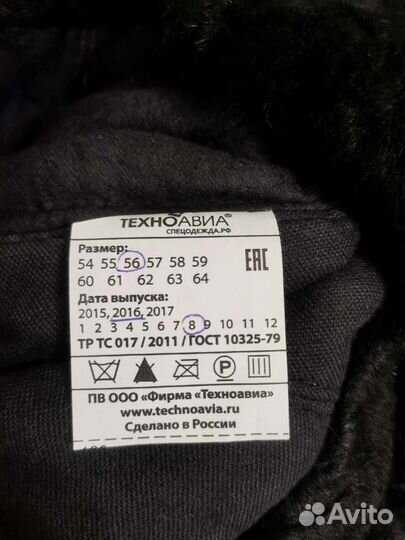 ТЕХНОАВИА®
СПЕЦОДЕЖДА.РФ
Размер:
54 55 56 57 58 59
60 61 62 63 64
EAC
Дата выпуска:
2015, 2016, 2017
1 2 3 4 5 6 7 8 9 10 11 12
ТР ТС 017 / 2011 / ГОСТ 10325-79
P
ПВ ООО «Фирма «Техноавиа»
www.technoavia.ru
Сделано в России
Avito